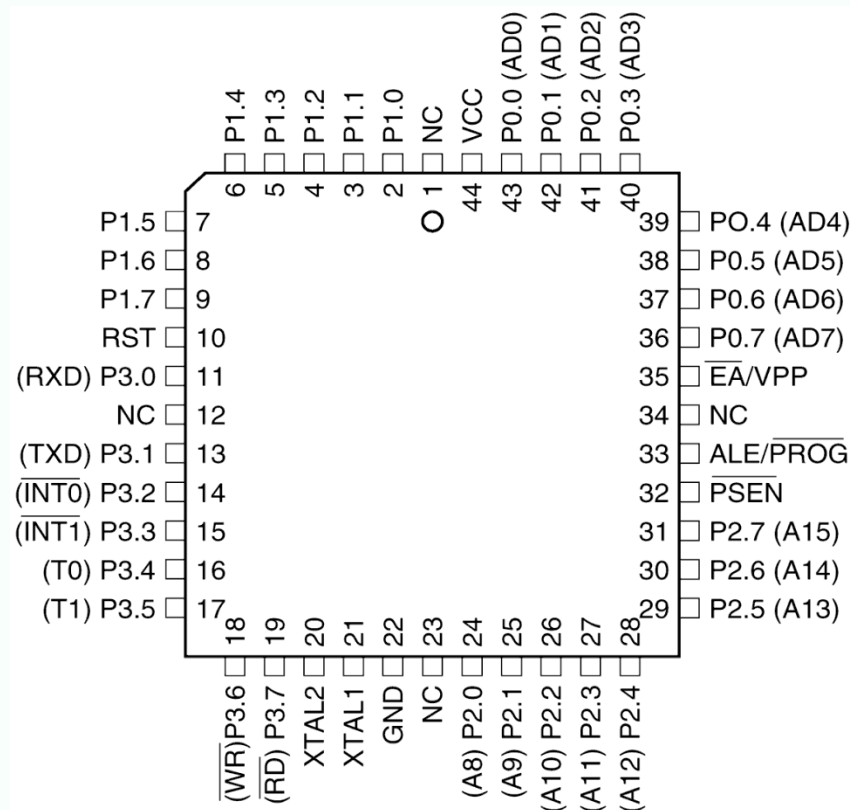 P1.4 P1.3 P1.2 P1.1 P1.0 NC VCC P0.0 (AD0) P0.1 (AD1) P0.2 (AD2) P0.3 (AD3)
6 5 4 3 2 1 44 43 42 41 40
P1.5 7 39 PO.4 (AD4)
P1.6 8 38 P0.5 (AD5)
P1.7 9 37 P0.6 (AD6)
RST 10 36 P0.7 (AD7)
(RXD) P3.0 11 35 E̅A̅/VPP
NC 12 34 NC
(TXD) P3.1 13 33 ALE/P̅R̅O̅G̅
(I̅N̅T̅0̅) P3.2 14 32 P̅S̅E̅N̅
(I̅N̅T̅1̅) P3.3 15 31 P2.7 (A15)
(T0) P3.4 16 30 P2.6 (A14)
(T1) P3.5 17 29 P2.5 (A13)
18 19 20 21 22 23 24 25 26 27 28
(W̅R̅)P3.6 (R̅D̅) P3.7 XTAL2 XTAL1 GND NC (A8) P2.0 (A9) P2.1 (A10) P2.2 (A11) P2.3 (A12) P2.4